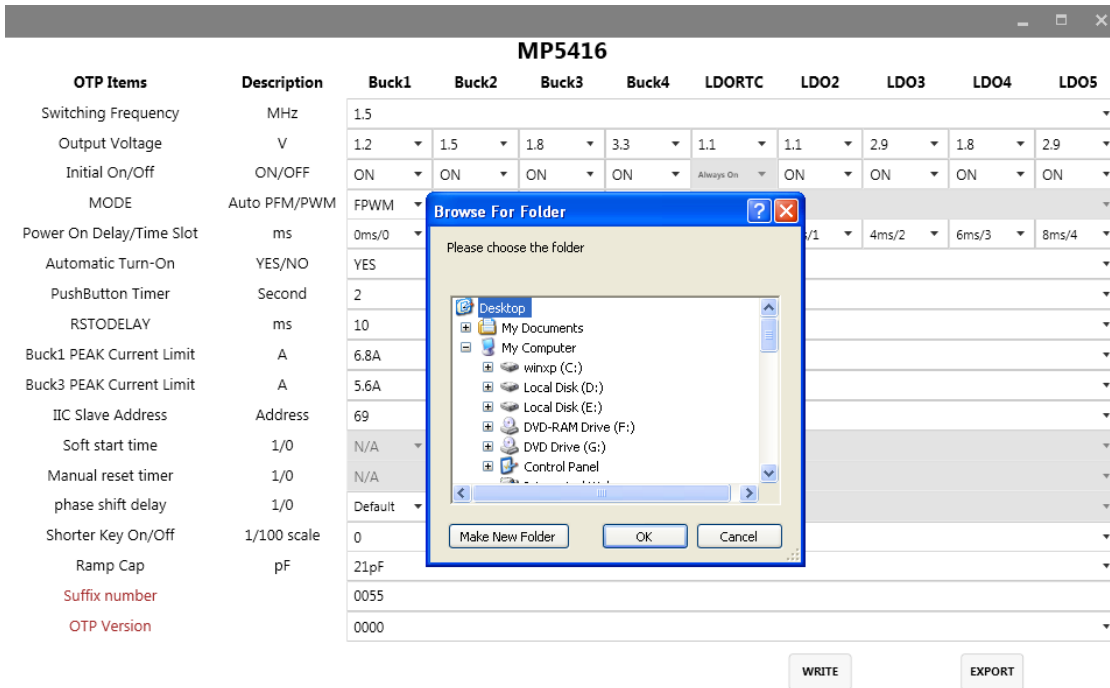 MP5416
OTP Items Description Buck1 Buck2 Buck3 Buck4 LDORTC LDO2 LDO3 LDO4 LDO5
Switching Frequency MHz 1.5
Output Voltage V 1.2 1.5 1.8 3.3 1.1 1.1 2.9 1.8 2.9
Initial On/Off ON/OFF ON ON ON ON Always On ON ON ON ON
MODE Auto PFM/PWM FPWM
Power On Delay/Time Slot ms 0ms/0 /1 4ms/2 6ms/3 8ms/4
Automatic Turn-On YES/NO YES
PushButton Timer Second 2
RSTODELAY ms 10
Buck1 PEAK Current Limit A 6.8A
Buck3 PEAK Current Limit A 5.6A
IIC Slave Address Address 69
Soft start time 1/0 N/A
Manual reset timer 1/0 N/A
phase shift delay 1/0 Default
Shorter Key On/Off 1/100 scale 0
Ramp Cap pF 21pF
Suffix number 0055
OTP Version 0000
WRITE EXPORT
Browse For Folder
Please choose the folder
Desktop
My Documents
My Computer
winxp (C:)
Local Disk (D:)
Local Disk (E:)
DVD-RAM Drive (F:)
DVD Drive (G:)
Control Panel
Make New Folder OK Cancel